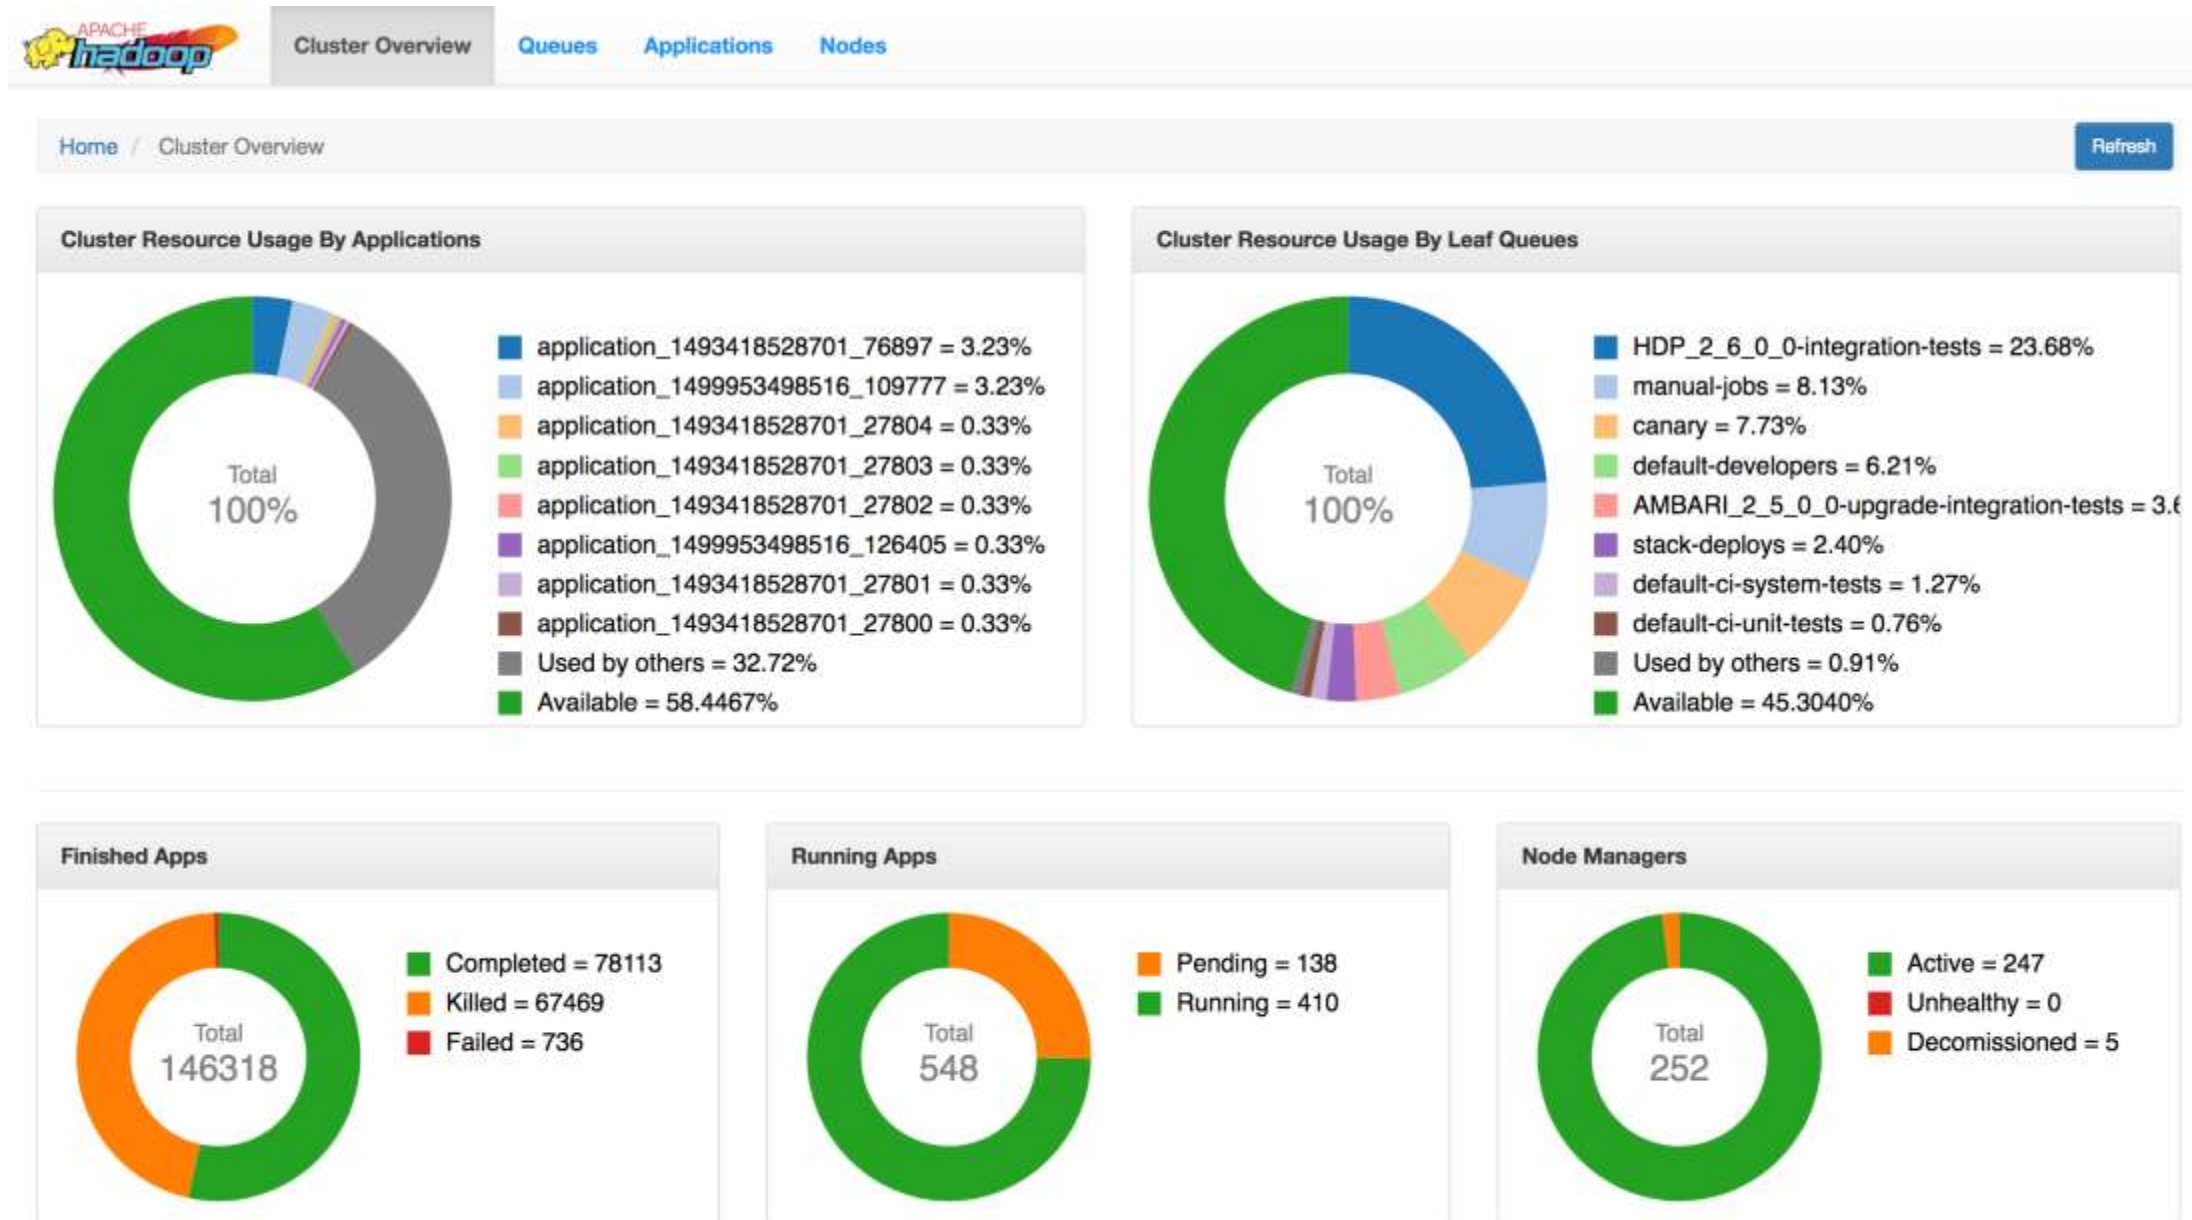 APACHE
hadoop
Cluster Overview Queues Applications Nodes
Home / Cluster Overview
Refresh
Cluster Resource Usage By Applications
Total
100%
application_1493418528701_76897 = 3.23%
application_1499953498516_109777 = 3.23%
application_1493418528701_27804 = 0.33%
application_1493418528701_27803 = 0.33%
application_1493418528701_27802 = 0.33%
application_1499953498516_126405 = 0.33%
application_1493418528701_27801 = 0.33%
application_1493418528701_27800 = 0.33%
Used by others = 32.72%
Available = 58.4467%
Cluster Resource Usage By Leaf Queues
Total
100%
HDP_2_6_0_0-integration-tests = 23.68%
manual-jobs = 8.13%
canary = 7.73%
default-developers = 6.21%
AMBARI_2_5_0_0-upgrade-integration-tests = 3.6
stack-deploys = 2.40%
default-ci-system-tests = 1.27%
default-ci-unit-tests = 0.76%
Used by others = 0.91%
Available = 45.3040%
Finished Apps
Total
146318
Completed = 78113
Killed = 67469
Failed = 736
Running Apps
Total
548
Pending = 138
Running = 410
Node Managers
Total
252
Active = 247
Unhealthy = 0
Decomissioned = 5